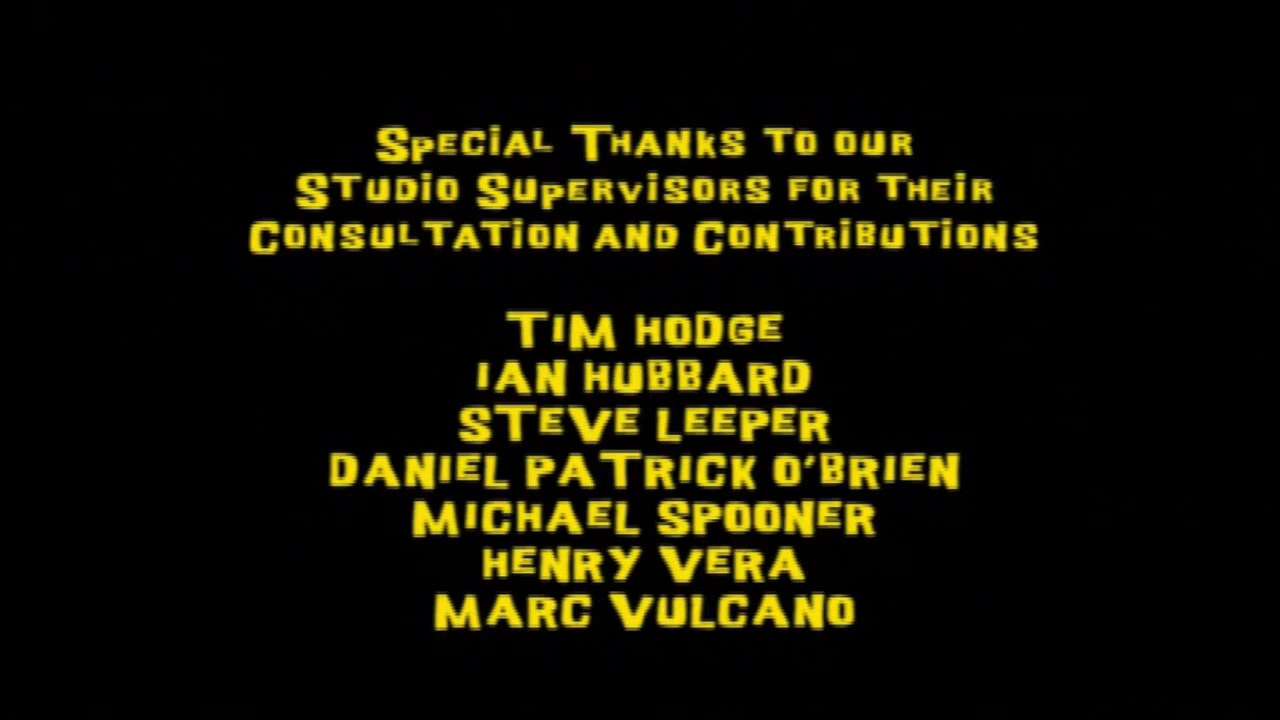 Special Thanks to our
Studio Supervisors for Their
Consultation and Contributions
TIM HODGE
IAN HUBBARD
STEVE LEEPER
DANIEL PATRICK O'BRIEN
MICHAEL SPOONER
HENRY VERA
MARC VULCANO